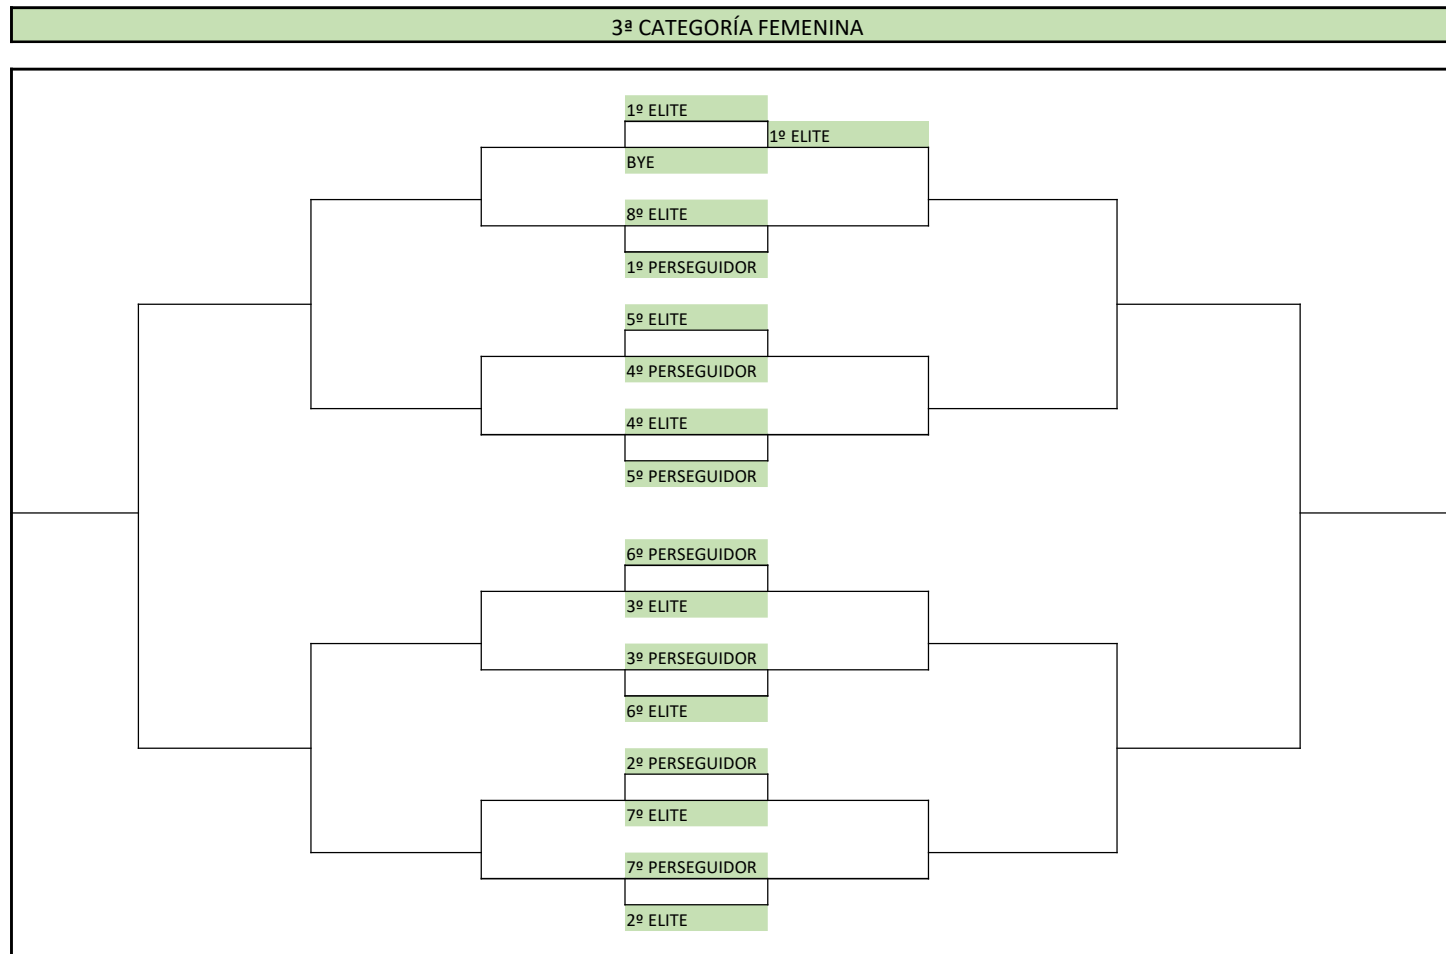 3ª CATEGORÍA FEMENINA
1º ELITE
1º ELITE
BYE
8º ELITE
1º PERSEGUIDOR
5º ELITE
4º PERSEGUIDOR
4º ELITE
5º PERSEGUIDOR
6º PERSEGUIDOR
3º ELITE
3º PERSEGUIDOR
6º ELITE
2º PERSEGUIDOR
7º ELITE
7º PERSEGUIDOR
2º ELITE